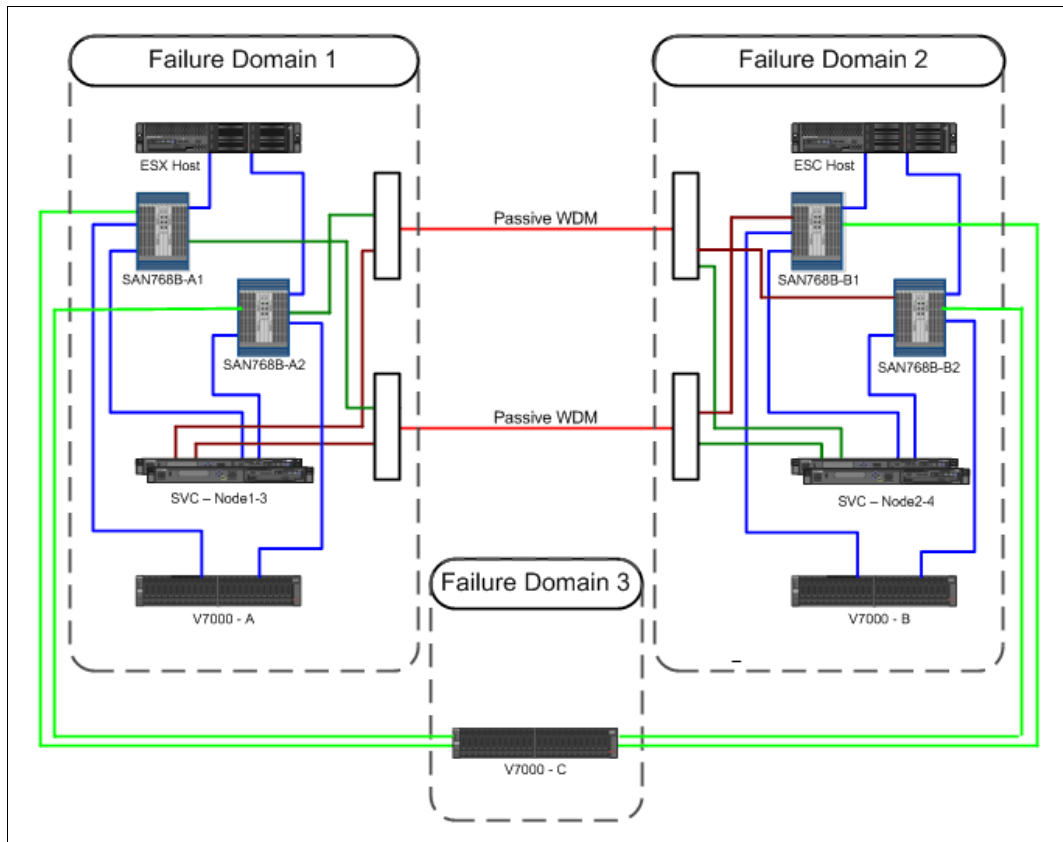 Failure Domain 1
Failure Domain 2
ESX Host
ESC Host
Passive WDM
SAN768B-A1
SAN768B-B1
SAN768B-A2
SAN768B-B2
Passive WDM
SVC – Node1-3
SVC – Node2-4
Failure Domain 3
V7000 - A
V7000 - B
V7000 - C